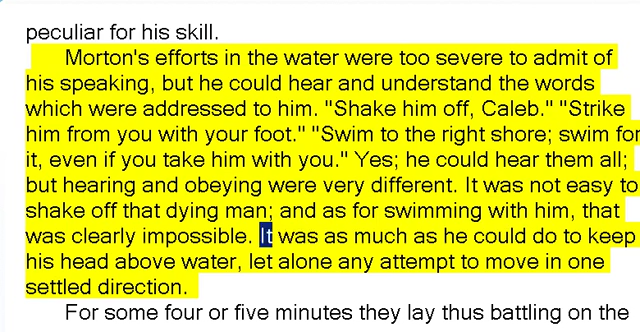 peculiar for his skill.
Morton's efforts in the water were too severe to admit of
his speaking, but he could hear and understand the words
which were addressed to him. "Shake him off, Caleb." "Strike
him from you with your foot." "Swim to the right shore; swim for
it, even if you take him with you." Yes; he could hear them all;
but hearing and obeying were very different. It was not easy to
shake off that dying man; and as for swimming with him, that
was clearly impossible. It was as much as he could do to keep
his head above water, let alone any attempt to move in one
settled direction.
For some four or five minutes they lay thus battling on the